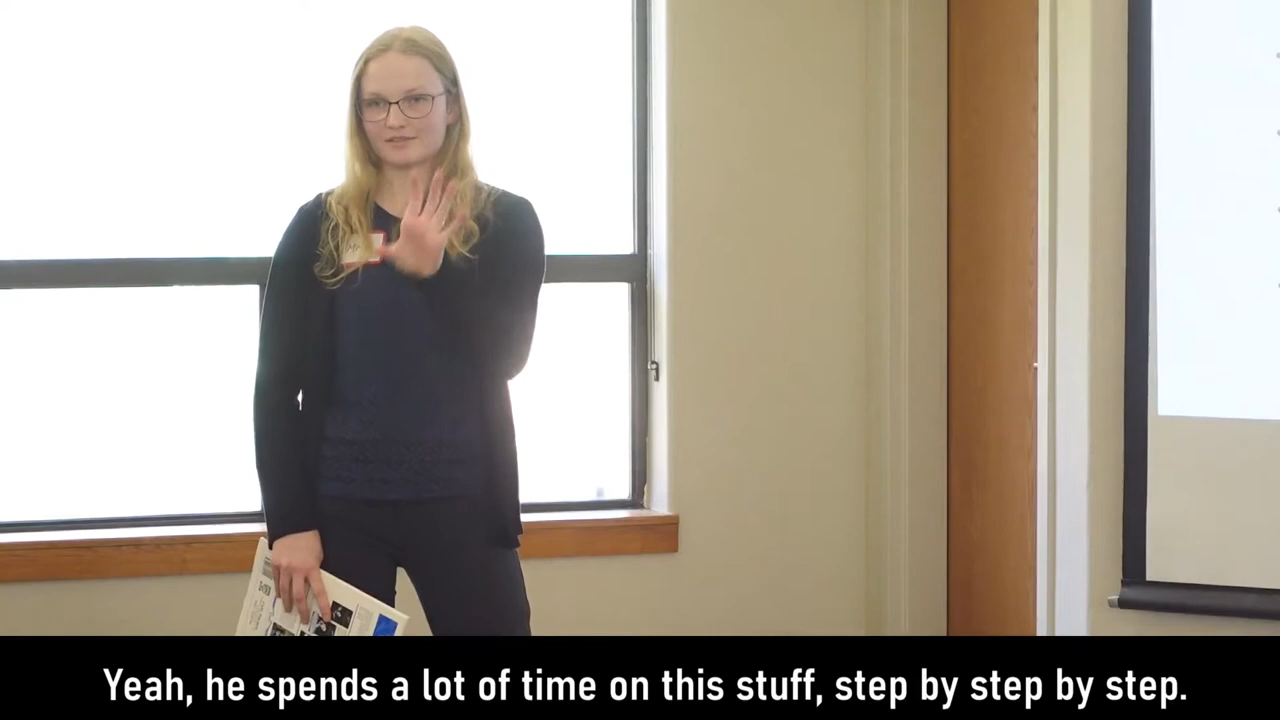 Yeah, he spends a lot of time on this stuff, step by step by step.